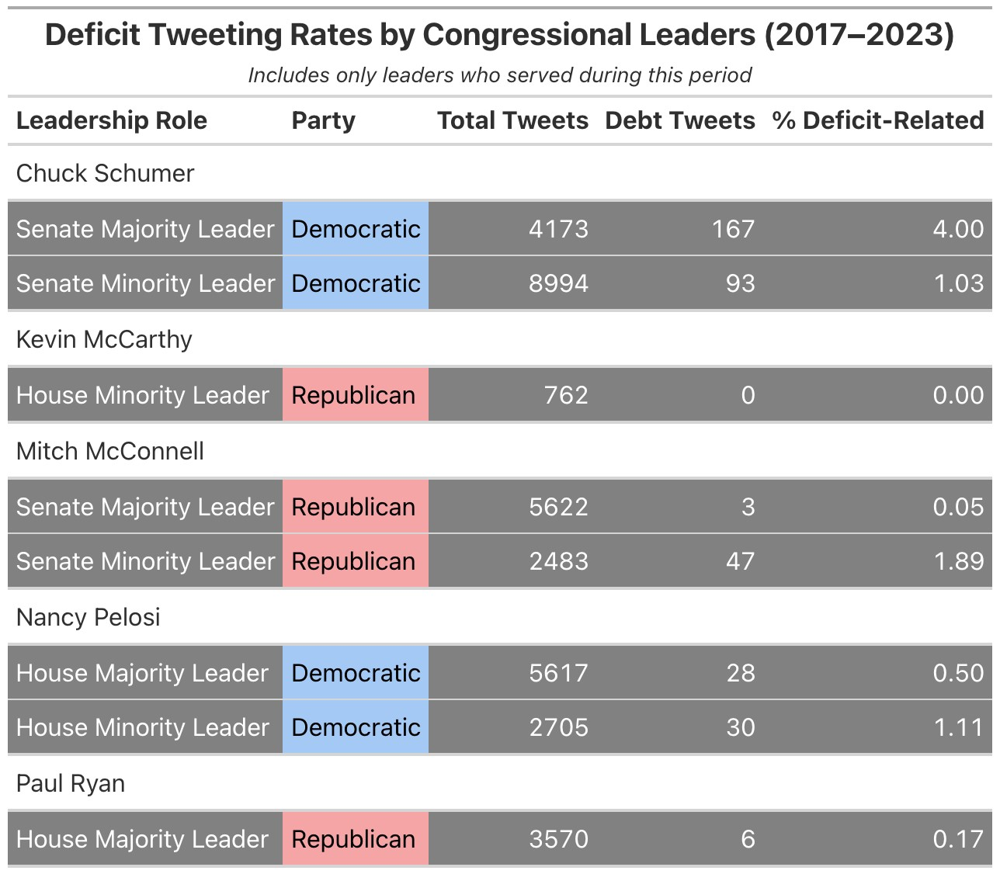 Deficit Tweeting Rates by Congressional Leaders (2017–2023)
Includes only leaders who served during this period
Leadership Role Party Total Tweets Debt Tweets % Deficit-Related
Chuck Schumer
Senate Majority Leader Democratic 4173 167 4.00
Senate Minority Leader Democratic 8994 93 1.03
Kevin McCarthy
House Minority Leader Republican 762 0 0.00
Mitch McConnell
Senate Majority Leader Republican 5622 3 0.05
Senate Minority Leader Republican 2483 47 1.89
Nancy Pelosi
House Majority Leader Democratic 5617 28 0.50
House Minority Leader Democratic 2705 30 1.11
Paul Ryan
House Majority Leader Republican 3570 6 0.17